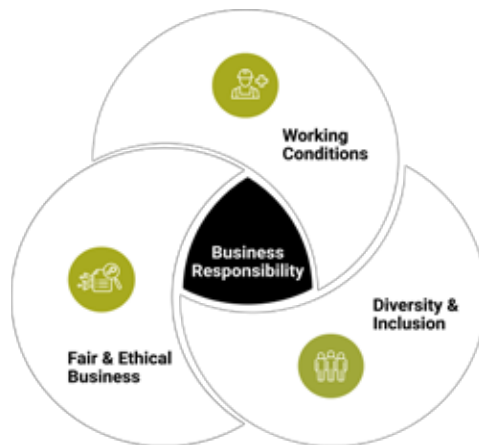 Working
Conditions
Business
Responsibility
Diversity &
Inclusion
Fair & Ethical
Business